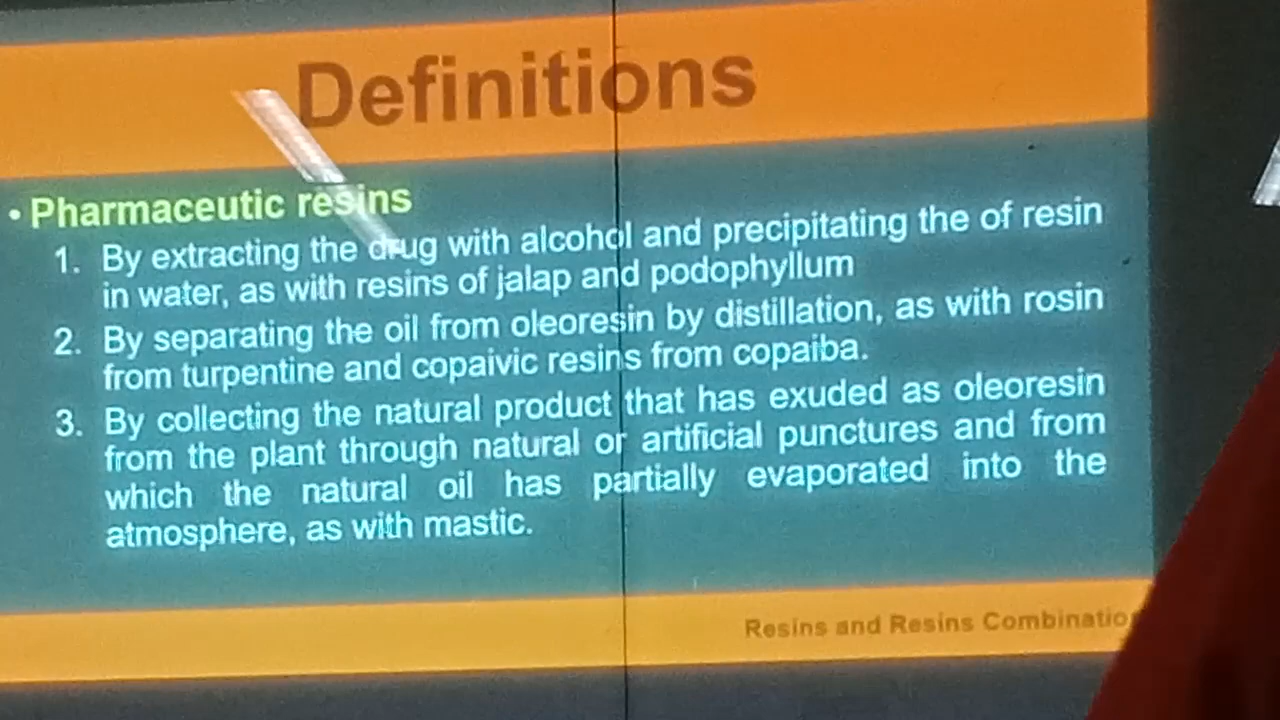 Definitions
• Pharmaceutic resins
1. By extracting the drug with alcohol and precipitating the of resin
in water, as with resins of jalap and podophyllum
2. By separating the oil from oleoresin by distillation, as with rosin
from turpentine and copaivic resins from copaiba.
3. By collecting the natural product that has exuded as oleoresin
from the plant through natural or artificial punctures and from
which the natural oil has partially evaporated into the
atmosphere, as with mastic.
Resins and Resins Combinatio